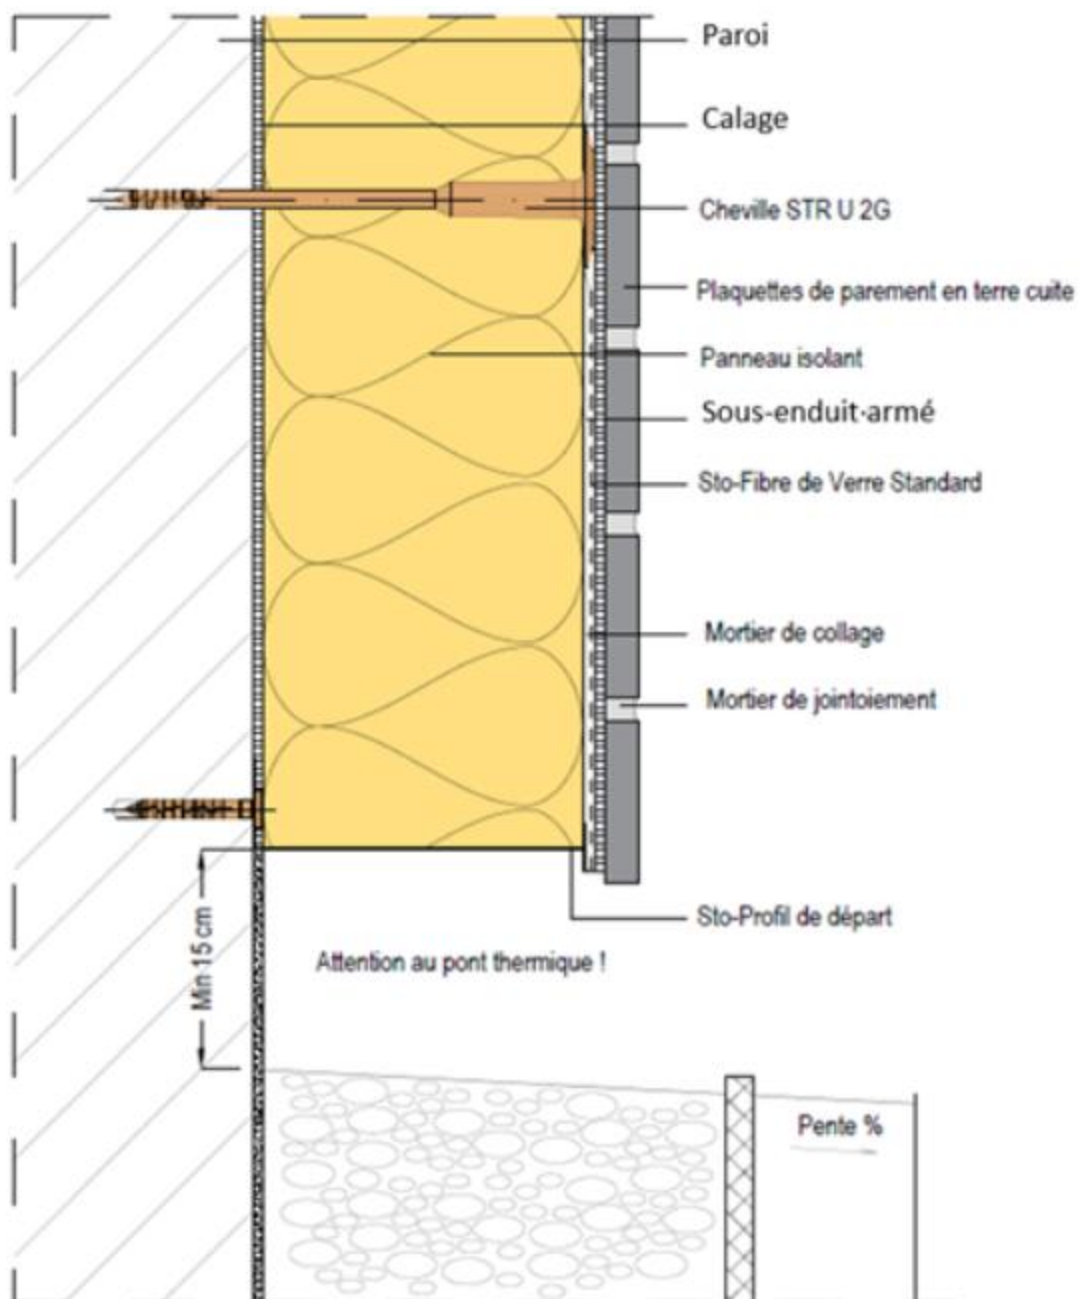 Paroi
Calage
Cheville STR U 2G
Plaquettes de parement en terre cuite
Panneau isolant
Sous-enduit·armé
Sto-Fibre de Verre Standard
Mortier de collage
Mortier de jointoiement
Sto-Profil de départ
Min 15 cm
Attention au pont thermique !
Pente %